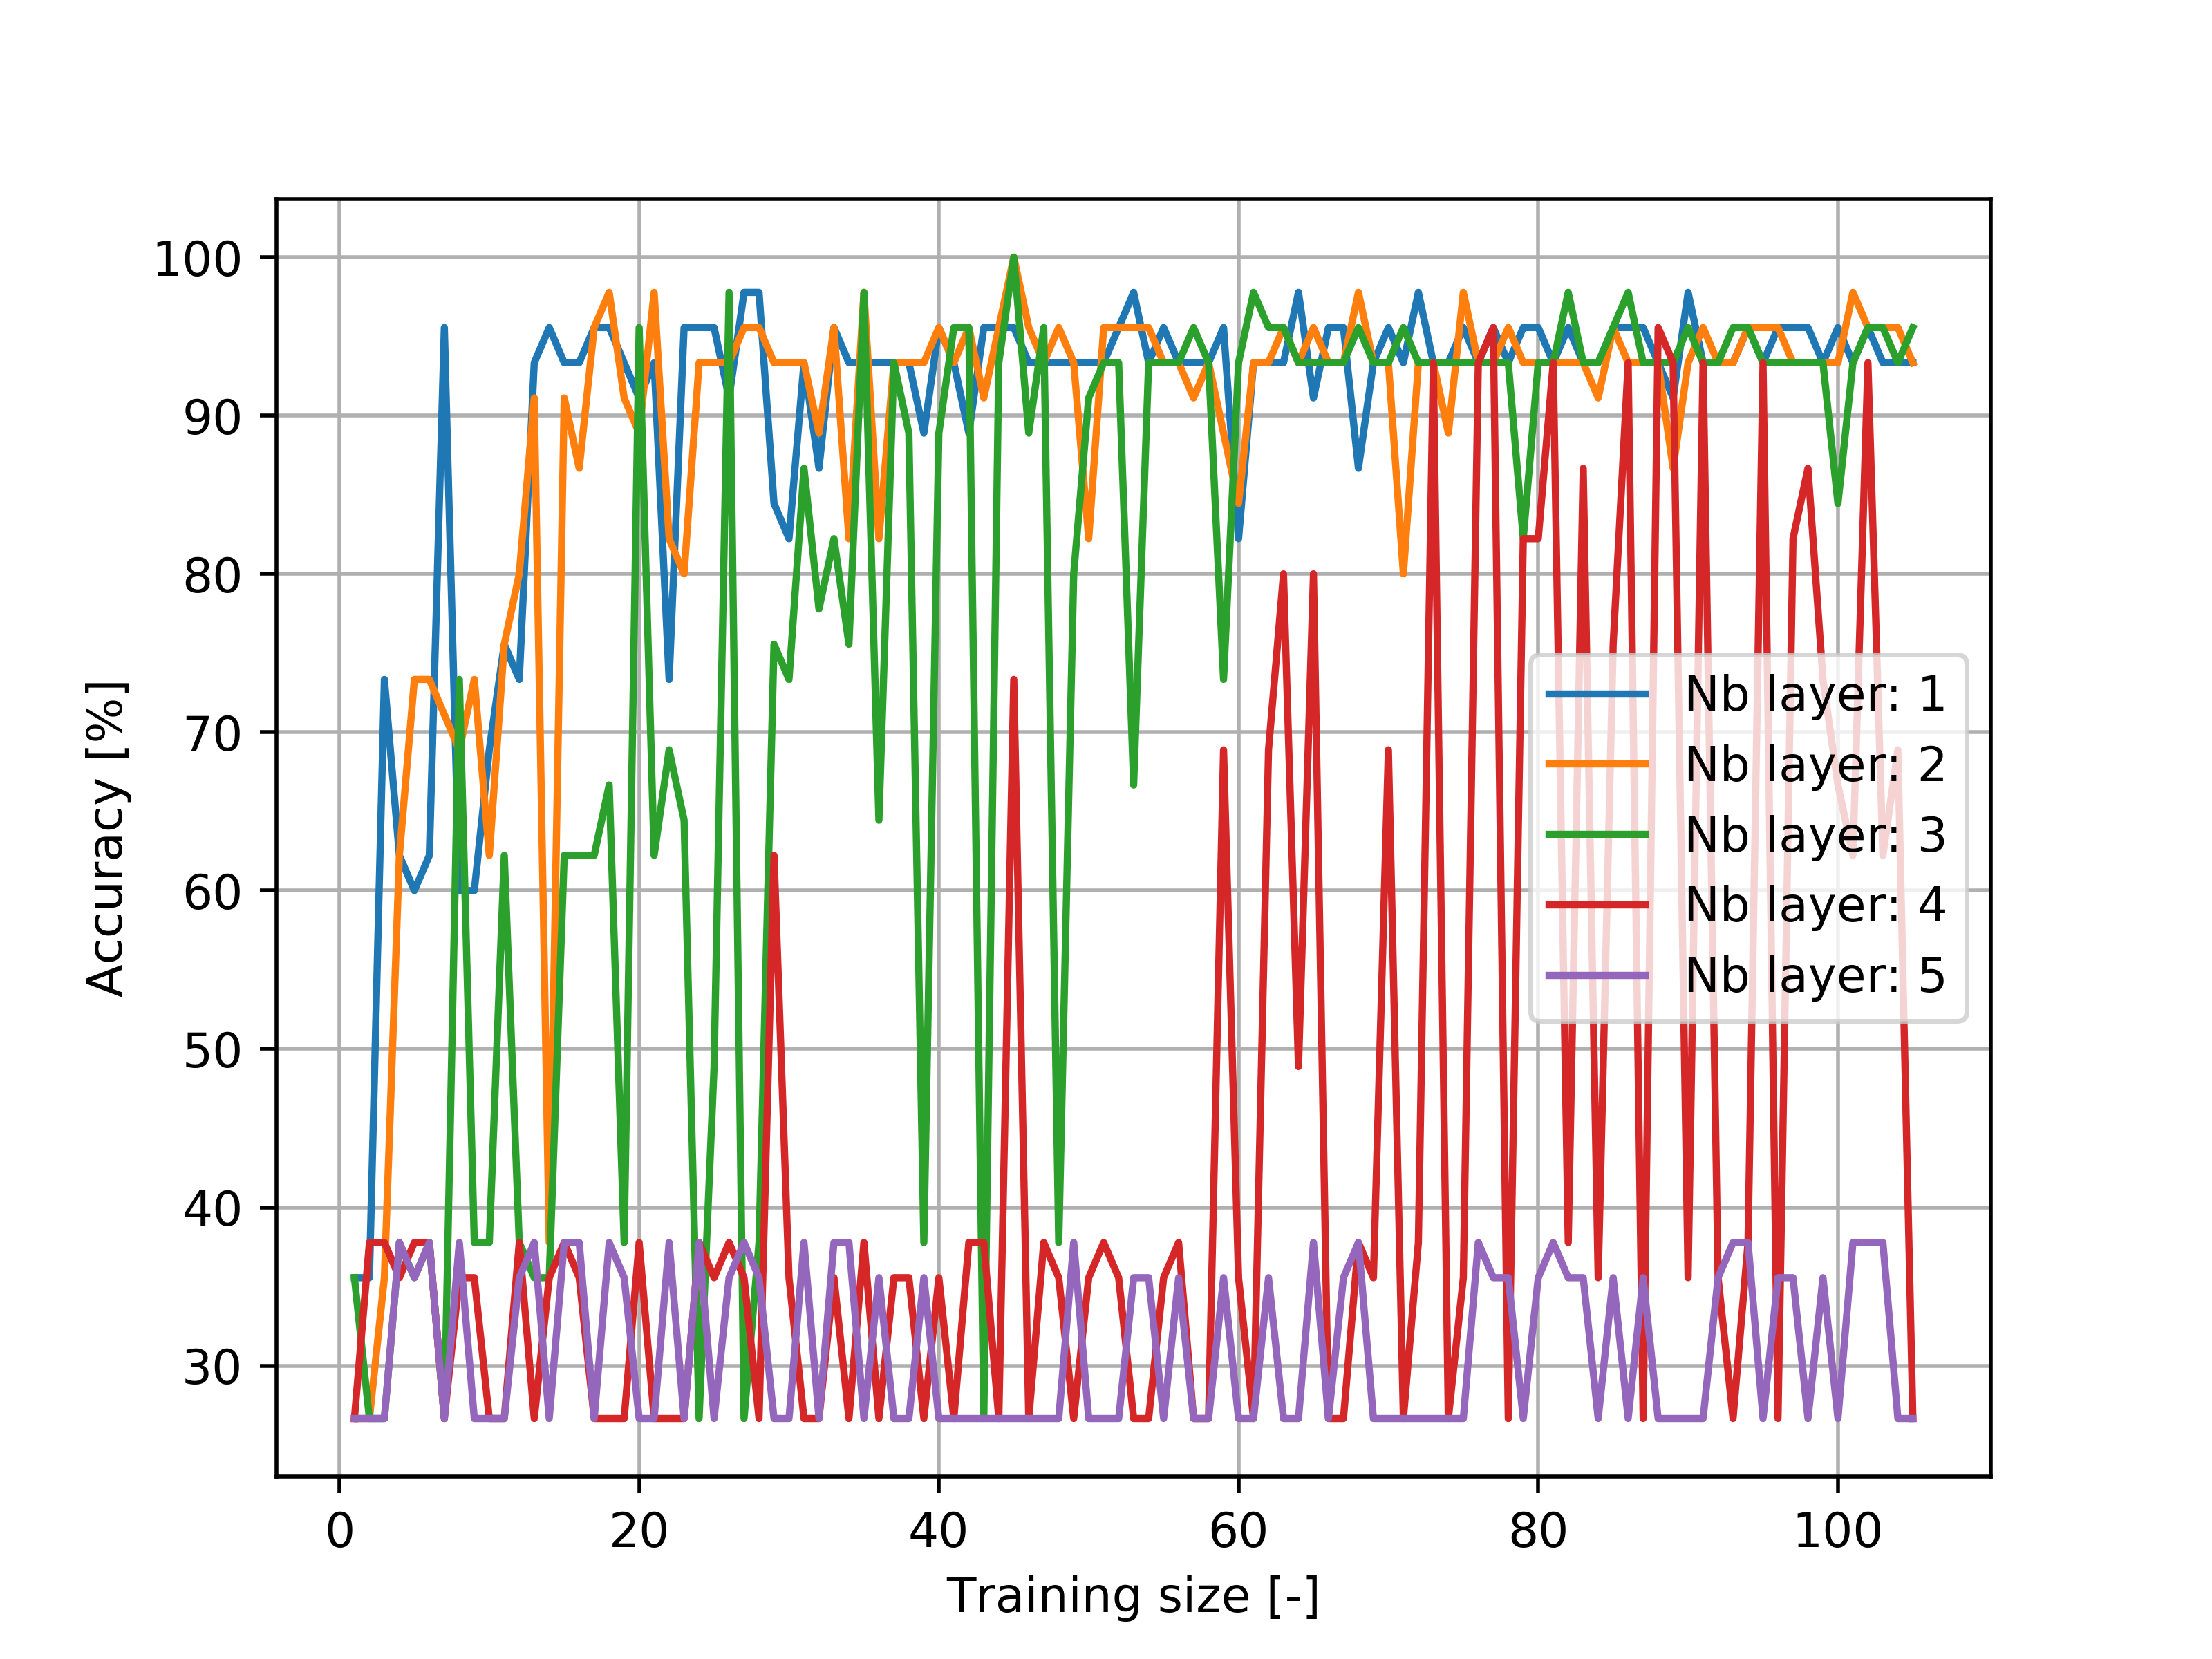 100
90
80
70
60
50
40
30
Accuracy [%]
Nb layer: 1
Nb layer: 2
Nb layer: 3
Nb layer: 4
Nb layer: 5
0 20 40 60 80 100
Training size [-]